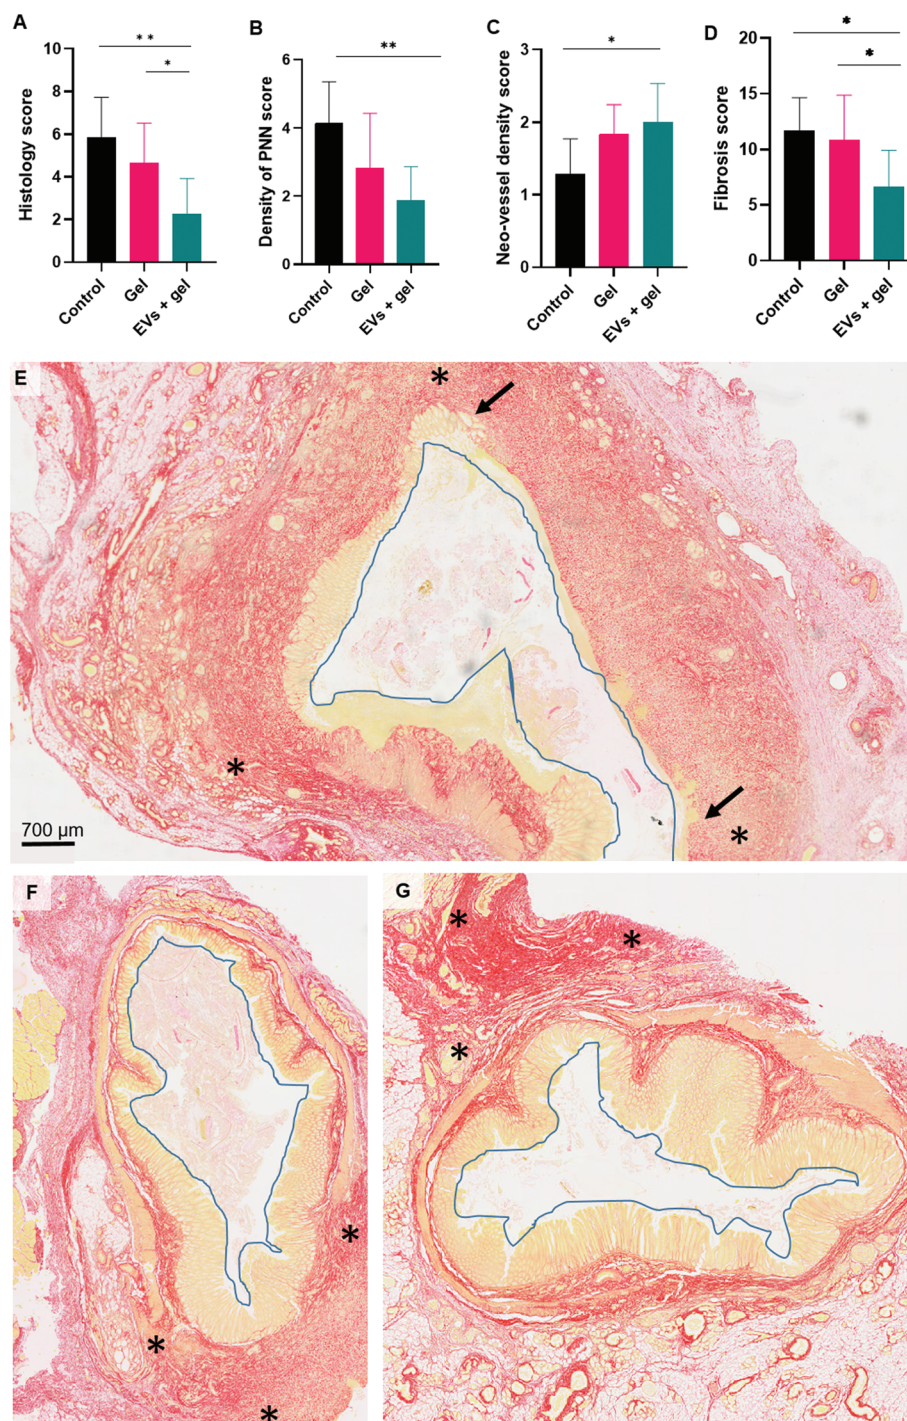 A
Histology score
10
8
6
4
2
0
**
*
Control
Gel
EVs + gel
B
Density of PNN score
6
4
2
0
**
Control
Gel
EVs + gel
C
Neo-vessel density score
3
2
1
0
*
Control
Gel
EVs + gel
D
Fibrosis score
20
15
10
5
0
*
*
Control
Gel
EVs + gel
E
*
*
*
700 µm
F
*
*
*
G
*
*
*